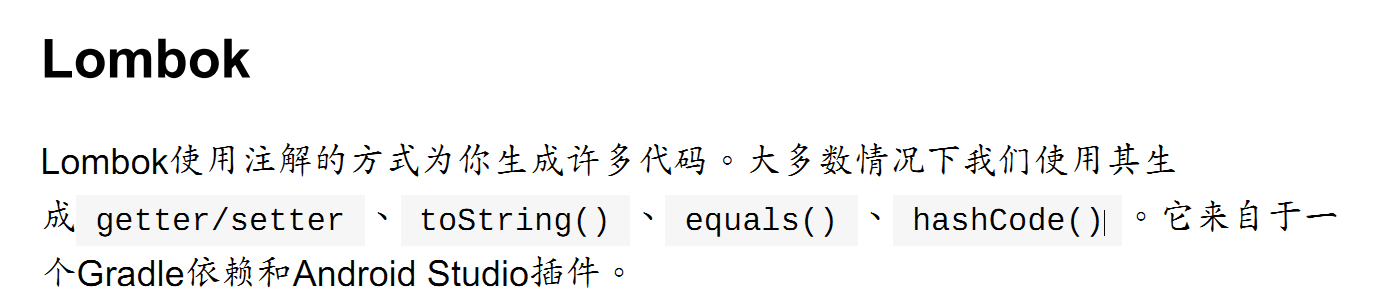 Lombok
Lombok使用注解的方式为你生成许多代码。大多数情况下我们使用其生
成 getter/setter 、 toString() 、 equals() 、 hashCode() 。它来自于一
个Gradle依赖和Android Studio插件。